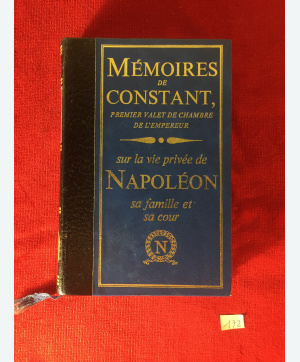 MÉMOIRES
DE
CONSTANT,
PREMIER VALET DE CHAMBRE
DE L'EMPEREUR
sur la vie privée de
NAPOLÉON
sa famille et
sa cour
N
172